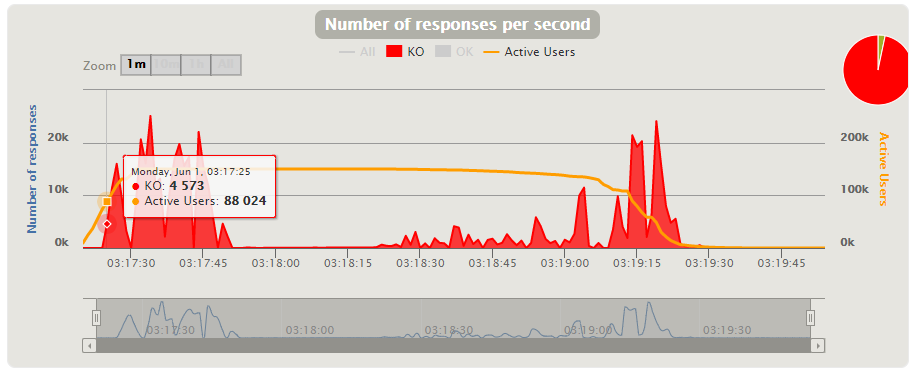 Number of responses per second
All KO OK Active Users
Zoom 1m 10m 1h All
Number of responses
Active Users
20k 200k
10k 100k
0k 0k
Monday, Jun 1, 03:17:25
KO: 4 573
Active Users: 88 024
03:17:30 03:17:45 03:18:00 03:18:15 03:18:30 03:18:45 03:19:00 03:19:15 03:19:30 03:19:45
03:17:30 03:18:00 03:18:30 03:19:00 03:19:30